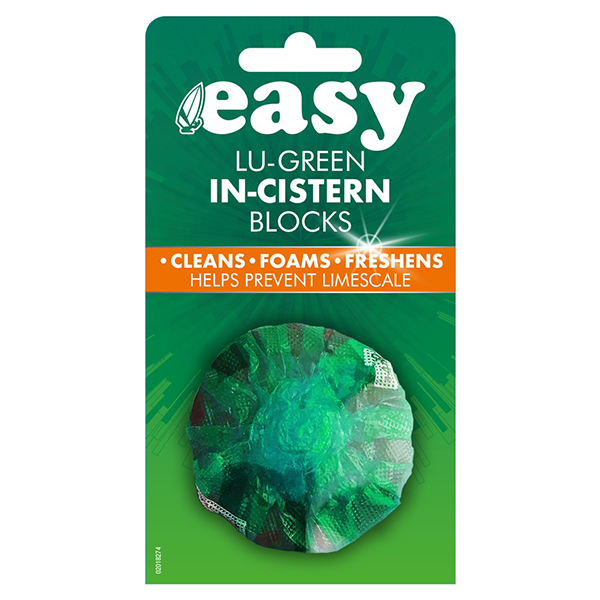 easy
LU-GREEN
IN-CISTERN
BLOCKS
• CLEANS • FOAMS • FRESHENS
HELPS PREVENT LIMESCALE
02018274